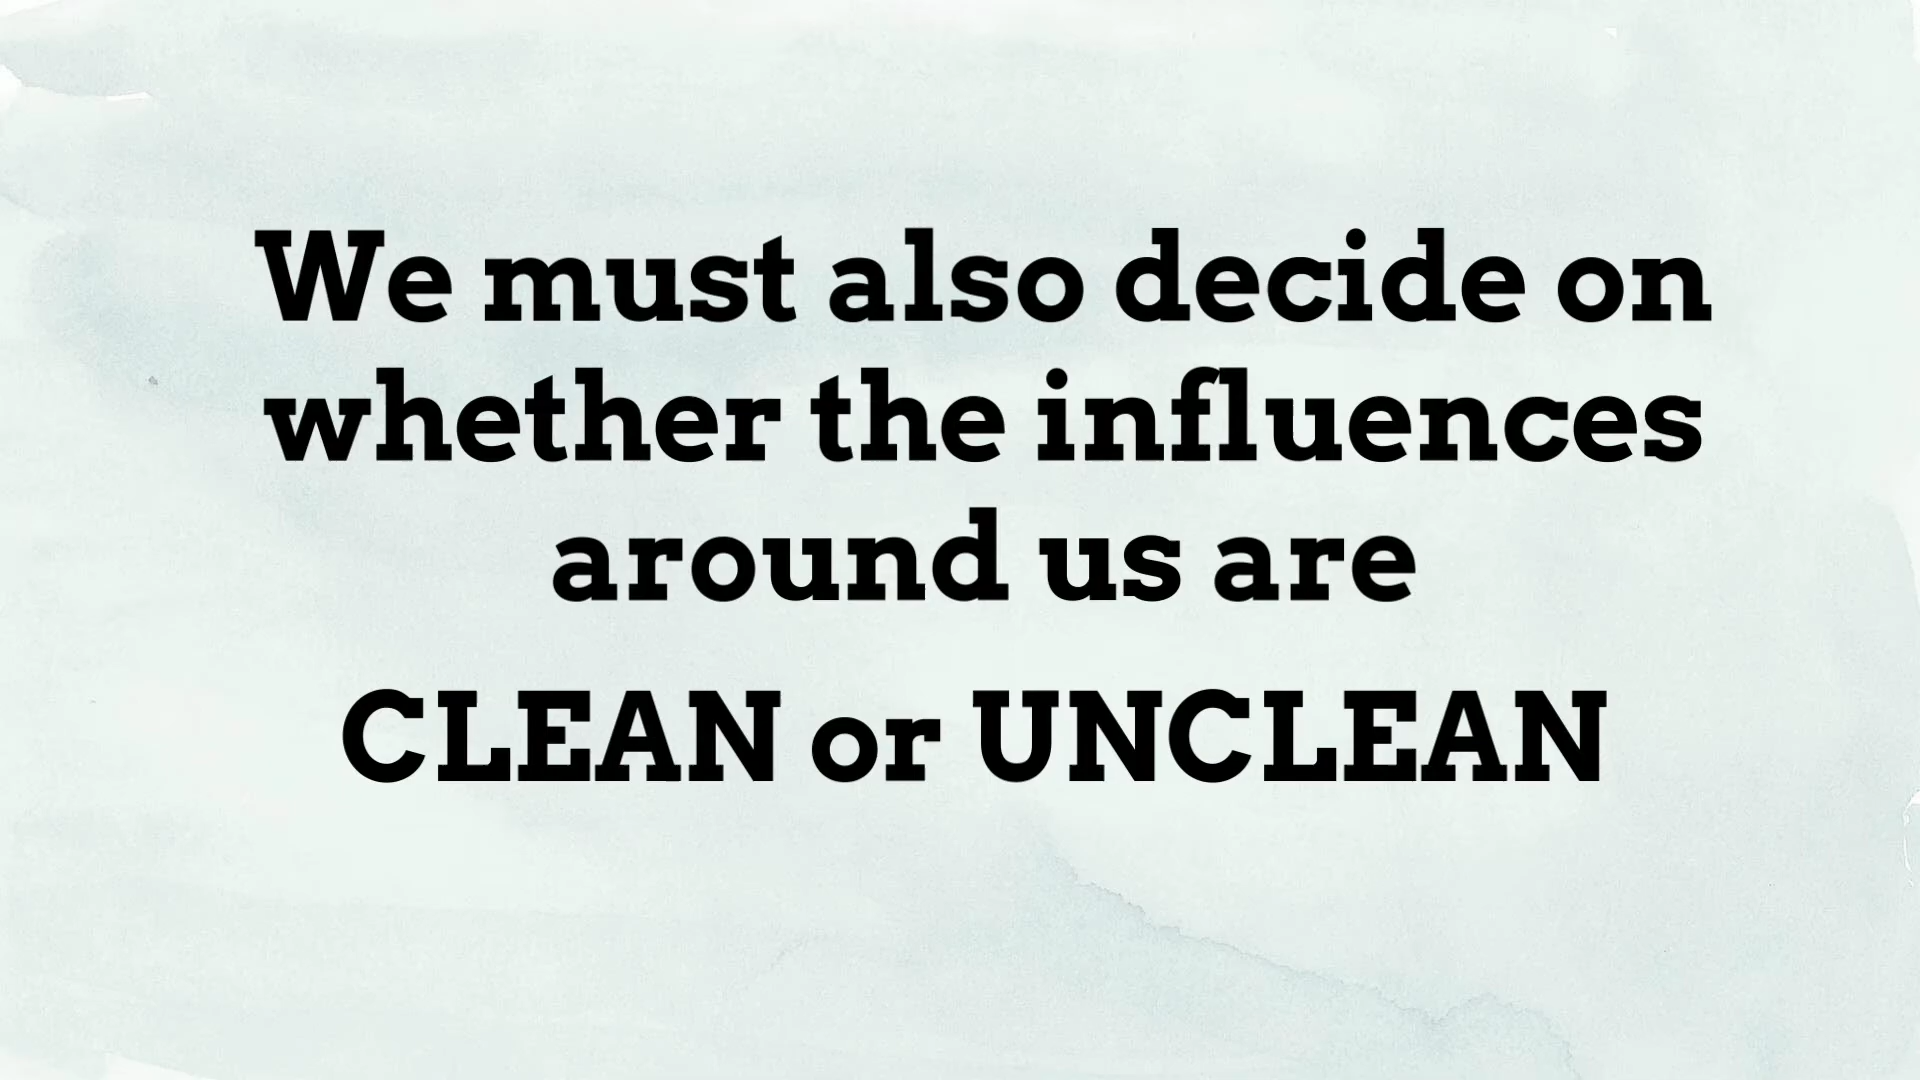 We must also decide on
whether the influences
around us are
CLEAN or UNCLEAN